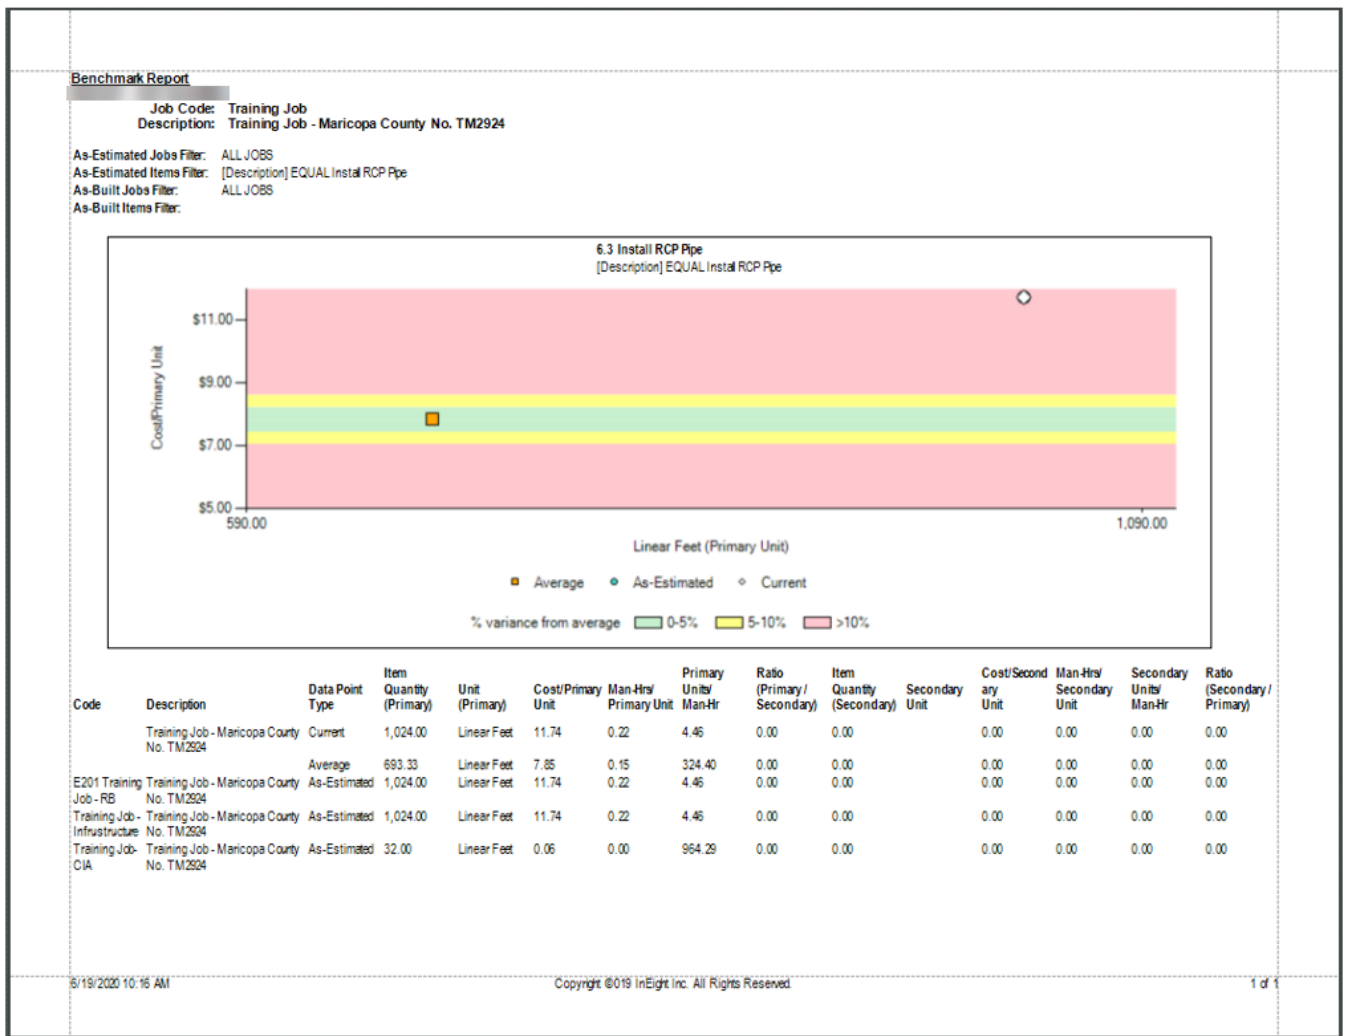 Benchmark Report
Job Code: Training Job
Description: Training Job - Maricopa County No. TM2924
As-Estimated Jobs Filter: ALL JOBS
As-Estimated Items Filter: [Description] EQUAL Install RCP Pipe
As-Built Jobs Filter: ALL JOBS
As-Built Items Filter:
6.3 Install RCP Pipe
[Description] EQUAL Install RCP Pipe
Cost/Primary Unit
$11.00
$9.00
$7.00
$5.00
590.00 1,090.00
Linear Feet (Primary Unit)
Average As-Estimated Current
% variance from average 0-5% 5-10% >10%
Item Primary Ratio Item Cost/Second Man-Hrs/ Secondary Ratio
Data Point Quantity Unit Cost/Primary Man-Hrs/ Units/ (Primary / Quantity Secondary ary Secondary Units/ (Secondary /
Code Description Type (Primary) (Primary) Unit Primary Unit Man-Hr Secondary) (Secondary) Unit Unit Unit Man-Hr Primary)
Training Job - Maricopa County Current 1,024.00 Linear Feet 11.74 0.22 4.46 0.00 0.00 0.00 0.00 0.00 0.00
No. TM2924
Average 693.33 Linear Feet 7.85 0.15 324.40 0.00 0.00 0.00 0.00 0.00 0.00
E201 Training Training Job - Maricopa County As-Estimated 1,024.00 Linear Feet 11.74 0.22 4.46 0.00 0.00 0.00 0.00 0.00 0.00
Job - RB No. TM2924
Training Job - Training Job - Maricopa County As-Estimated 1,024.00 Linear Feet 11.74 0.22 4.46 0.00 0.00 0.00 0.00 0.00 0.00
Infrustructure No. TM2924
Training Job- Training Job - Maricopa County As-Estimated 32.00 Linear Feet 0.06 0.00 964.29 0.00 0.00 0.00 0.00 0.00 0.00
CIA No. TM2924
6/19/2020 10:16 AM Copyright ©019 InEight Inc. All Rights Reserved. 1 of 1